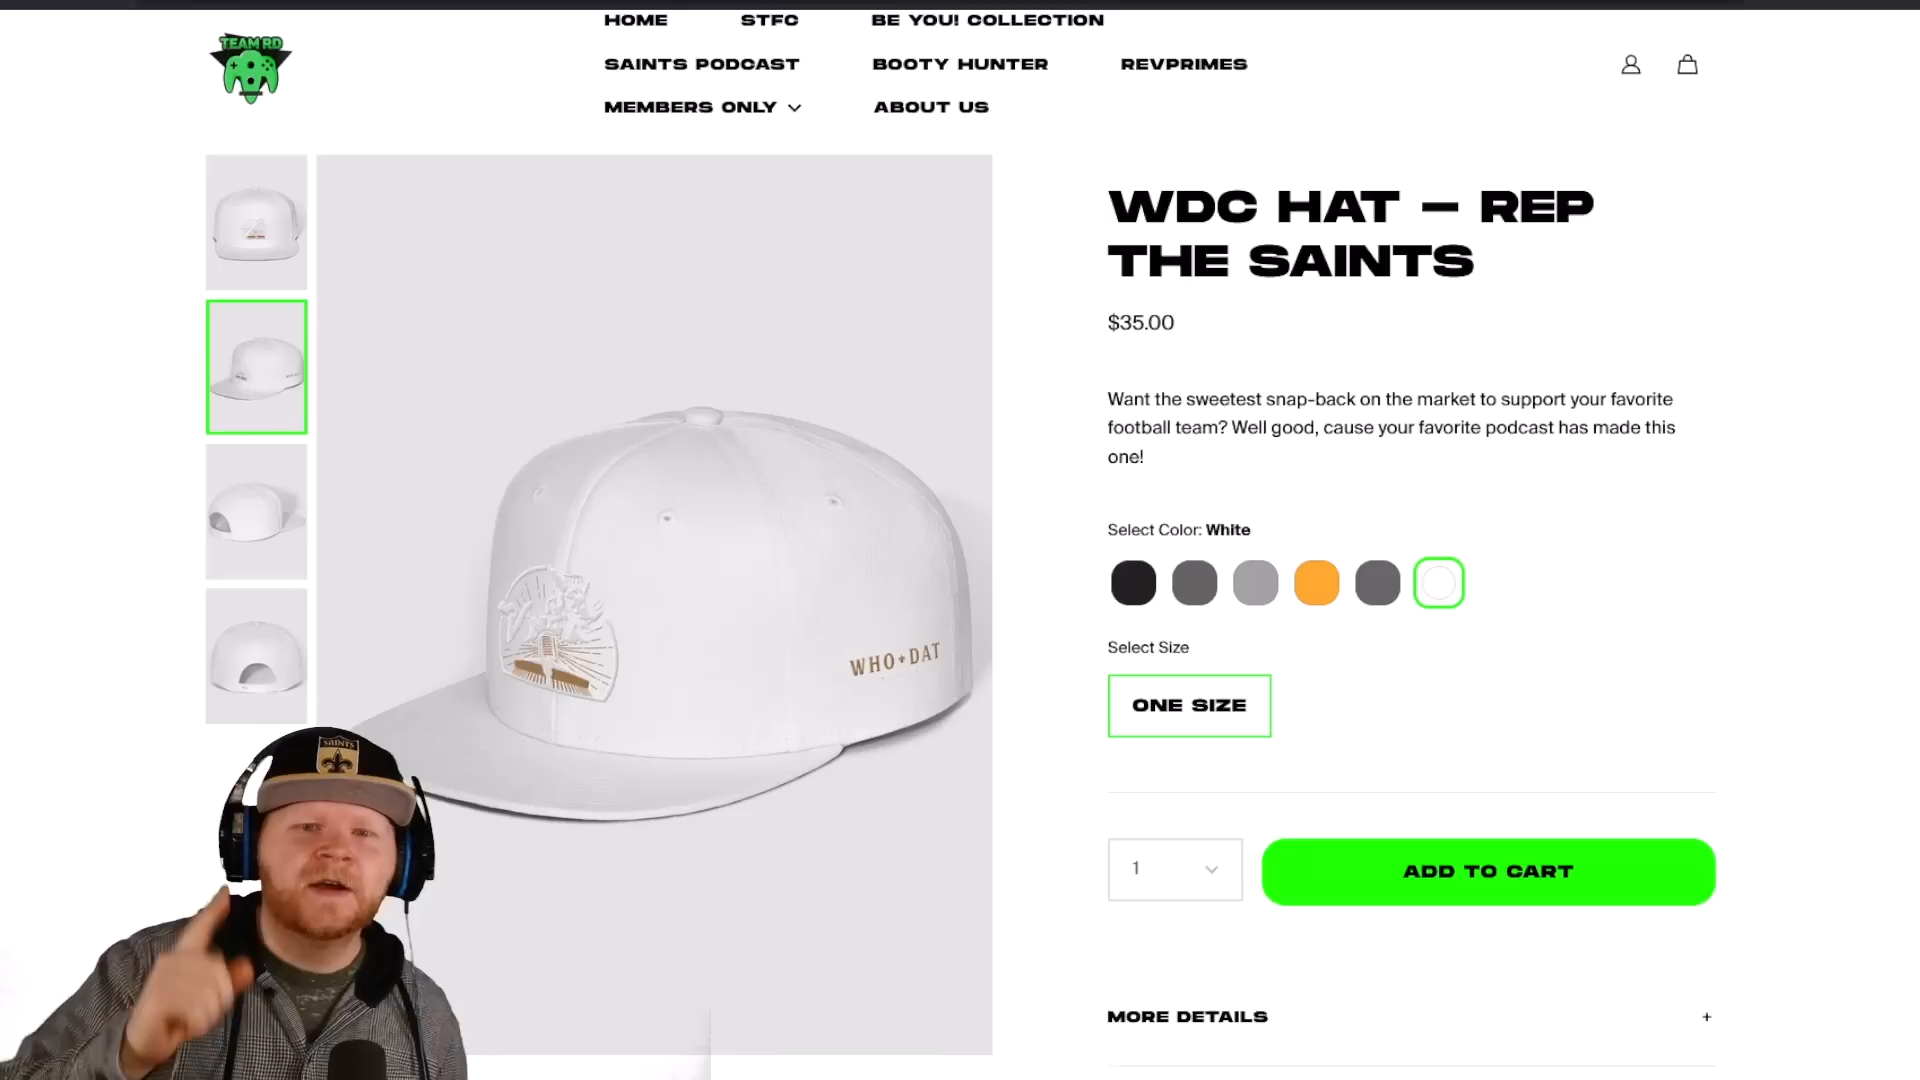 TEAM RD
HOME STFC BE YOU! COLLECTION
SAINTS PODCAST BOOTY HUNTER REVPRIMES
MEMBERS ONLY ABOUT US
WDC HAT – REP
THE SAINTS
$35.00
Want the sweetest snap-back on the market to support your favorite
football team? Well good, cause your favorite podcast has made this
one!
Select Color: White
Select Size
ONE SIZE
1
ADD TO CART
MORE DETAILS
+
WHO DAT
SAINTS